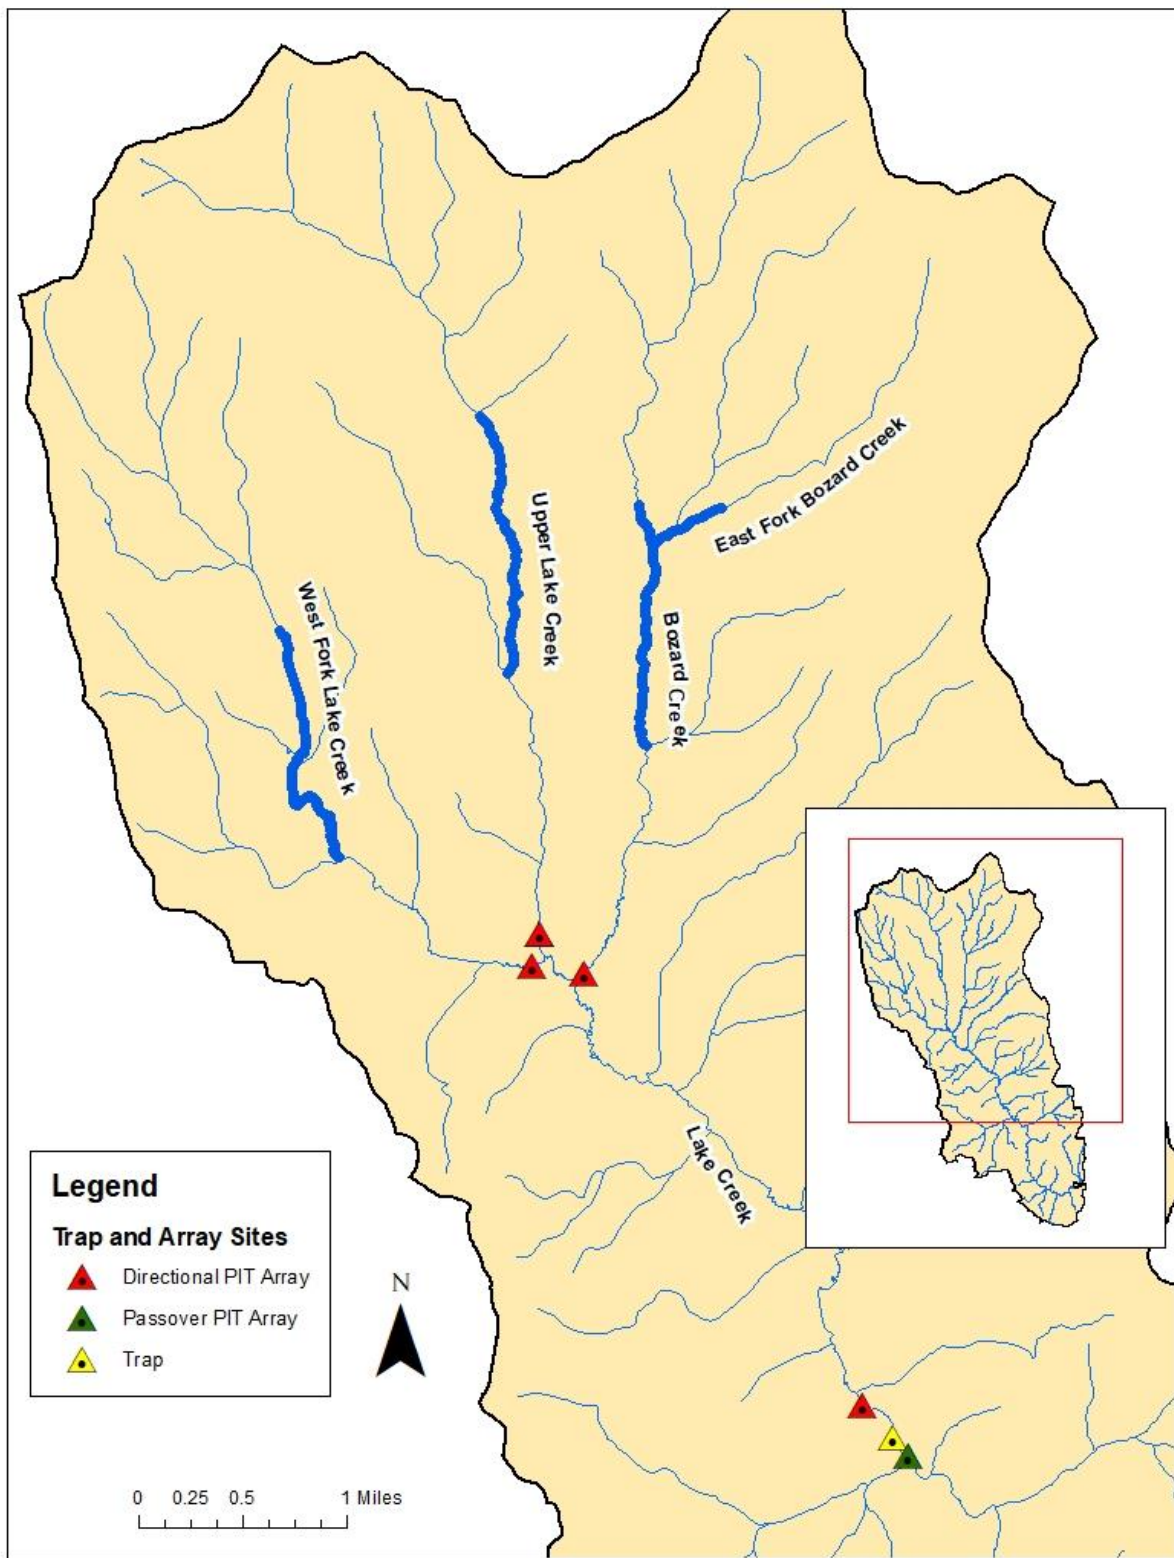 Upper Lake Creek
East Fork Bozard Creek
West Fork Lake Creek
Bozard Creek
Lake Creek
Legend
Trap and Array Sites
Directional PIT Array
Passover PIT Array
Trap
N
0 0.25 0.5 1 Miles